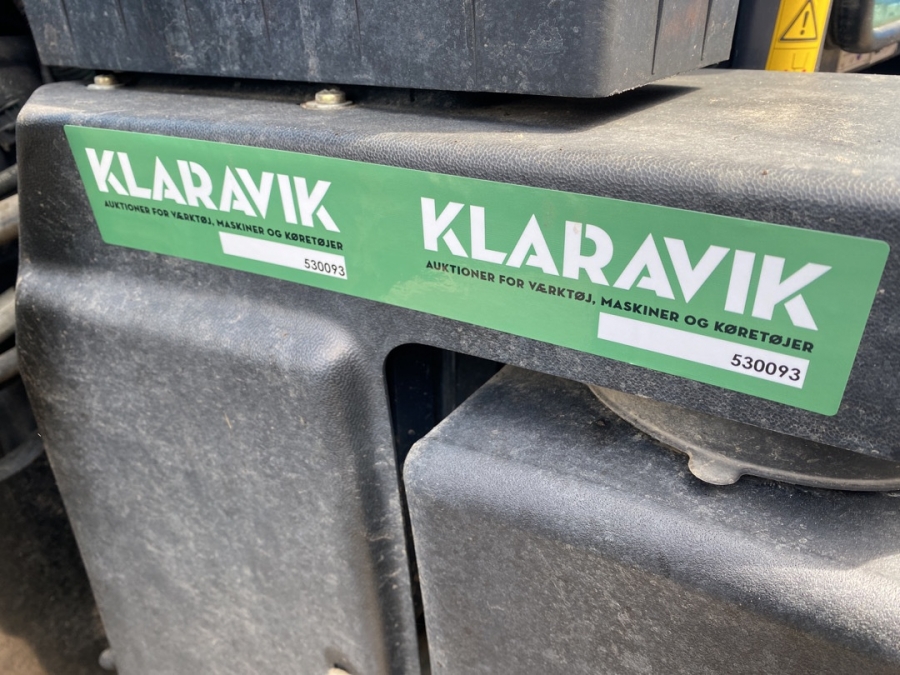 KLARAVIK
AUKTIONER FOR VÆRKTØJ, MASKINER OG KØRETØJER
530093
KLARAVIK
AUKTIONER FOR VÆRKTØJ, MASKINER OG KØRETØJER
530093